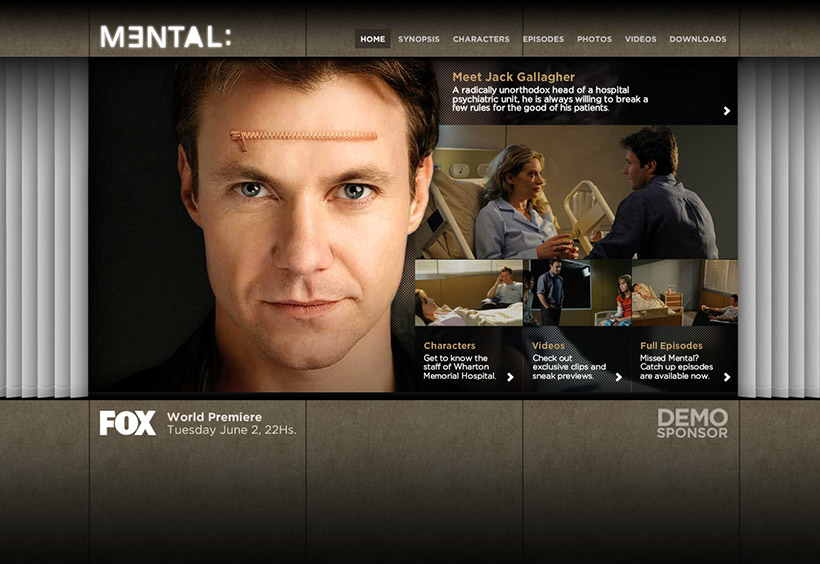 MƎNTAL:
HOME SYNOPSIS CHARACTERS EPISODES PHOTOS VIDEOS DOWNLOADS
Meet Jack Gallagher
A radically unorthodox head of a hospital
psychiatric unit, he is always willing to break a
few rules for the good of his patients.
Characters
Get to know the
staff of Wharton
Memorial Hospital.
Videos
Check out
exclusive clips and
sneak previews.
Full Episodes
Missed Mental?
Catch up episodes
are available now.
FOX
World Premiere
Tuesday June 2, 22Hs.
DEMO
SPONSOR